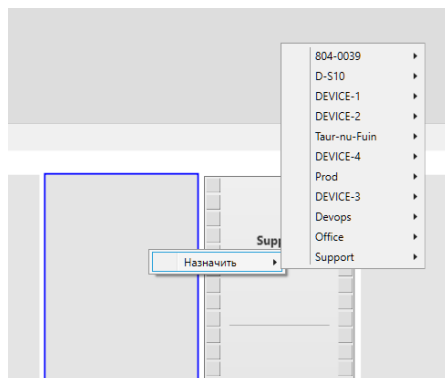 804-0039
D-S10
DEVICE-1
DEVICE-2
Taur-nu-Fuin
DEVICE-4
Prod
DEVICE-3
Devops
Office
Support
Supp
Назначить